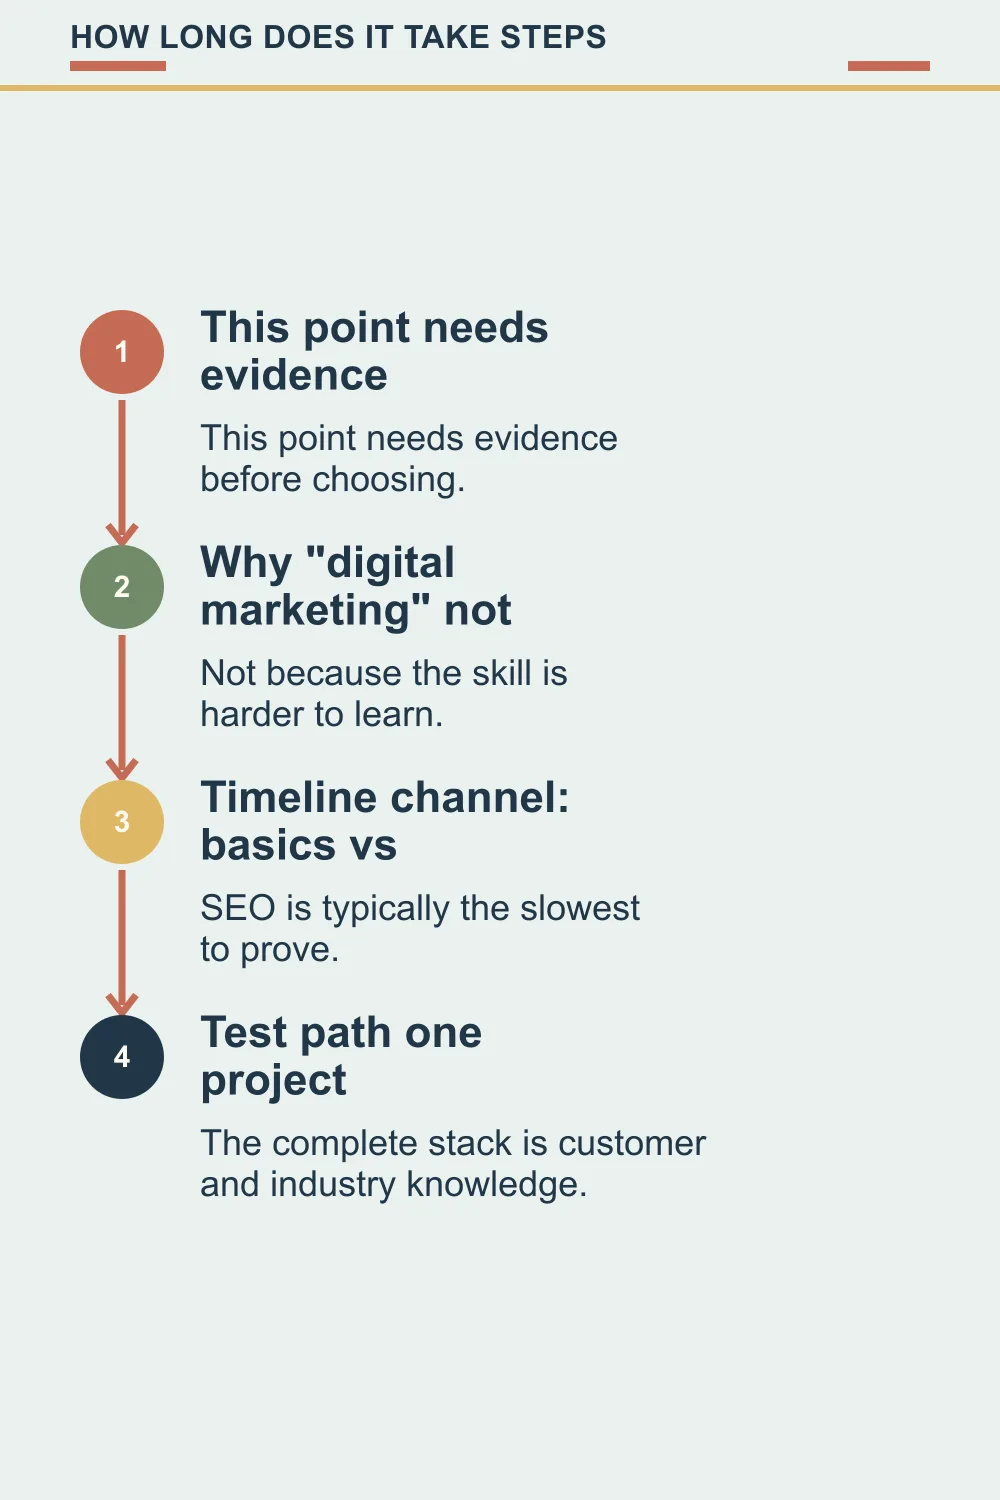 HOW LONG DOES IT TAKE STEPS
1
This point needs
evidence
This point needs evidence
before choosing.
2
Why "digital
marketing" not
Not because the skill is
harder to learn.
3
Timeline channel:
basics vs
SEO is typically the slowest
to prove.
4
Test path one
project
The complete stack is customer
and industry knowledge.